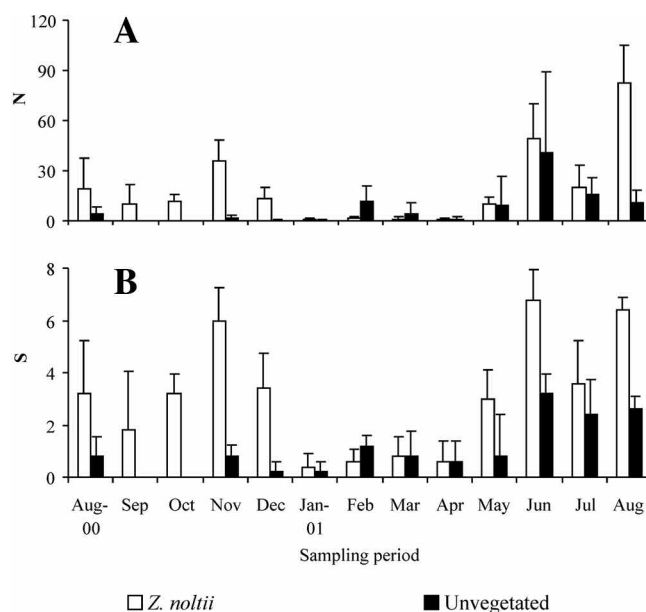 A
120
90
60
30
0
N
B
8
6
4
2
0
S
Aug-
00
Sep
Oct
Nov
Dec
Jan-
01
Feb
Mar
Apr
May
Jun
Jul
Aug
Sampling period
Z. noltii
Unvegetated